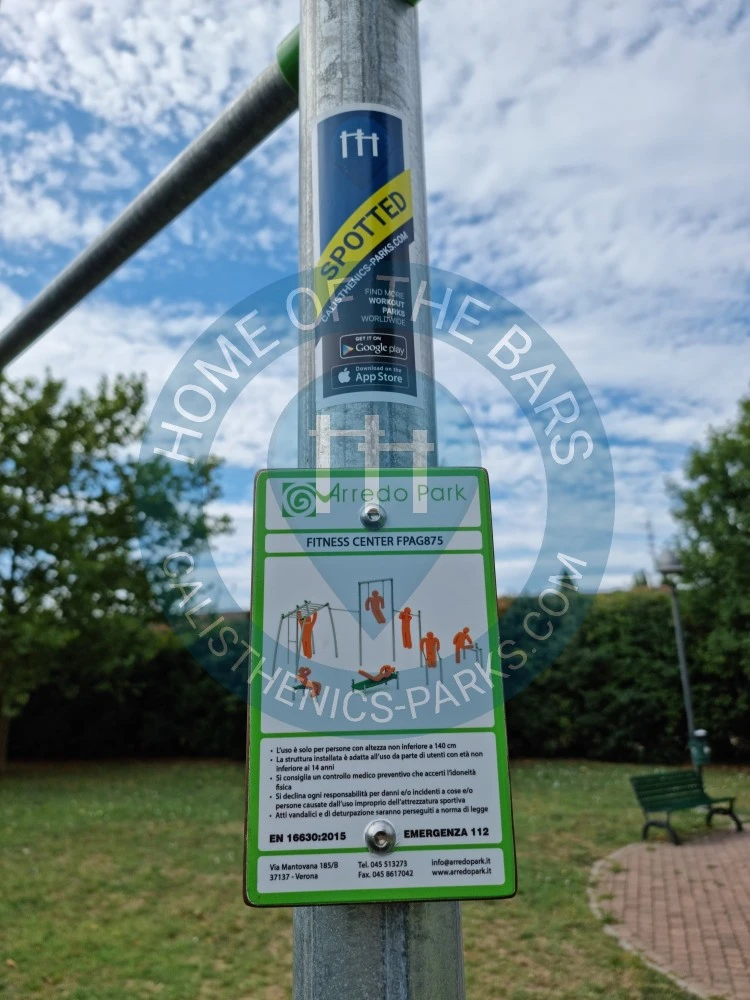 SPOTTED
CALISTHENICS-PARKS.COM
FIND MORE
WORKOUT
PARKS
WORLDWIDE
GET IT ON
Google play
Download on the
App Store
HOME OF THE BARS
CALISTHENICS-PARKS.COM
Arredo Park
FITNESS CENTER FPAG875
• L'uso è solo per persone con altezza non inferiore a 140 cm
• La struttura installata è adatta all'uso da parte di utenti con età non
inferiore ai 14 anni
• Si consiglia un controllo medico preventivo che accerti l'idoneità
fisica
• Si declina ogni responsabilità per danni e/o incidenti a cose e/o
persone causate dall'uso improprio dell'attrezzatura sportiva
• Atti vandalici e di deturpazione saranno perseguiti a norma di legge
EN 16630:2015 EMERGENZA 112
Via Mantovana 185/B Tel. 045 513273 info@arredopark.it
37137 - Verona Fax. 045 8617042 www.arredopark.it